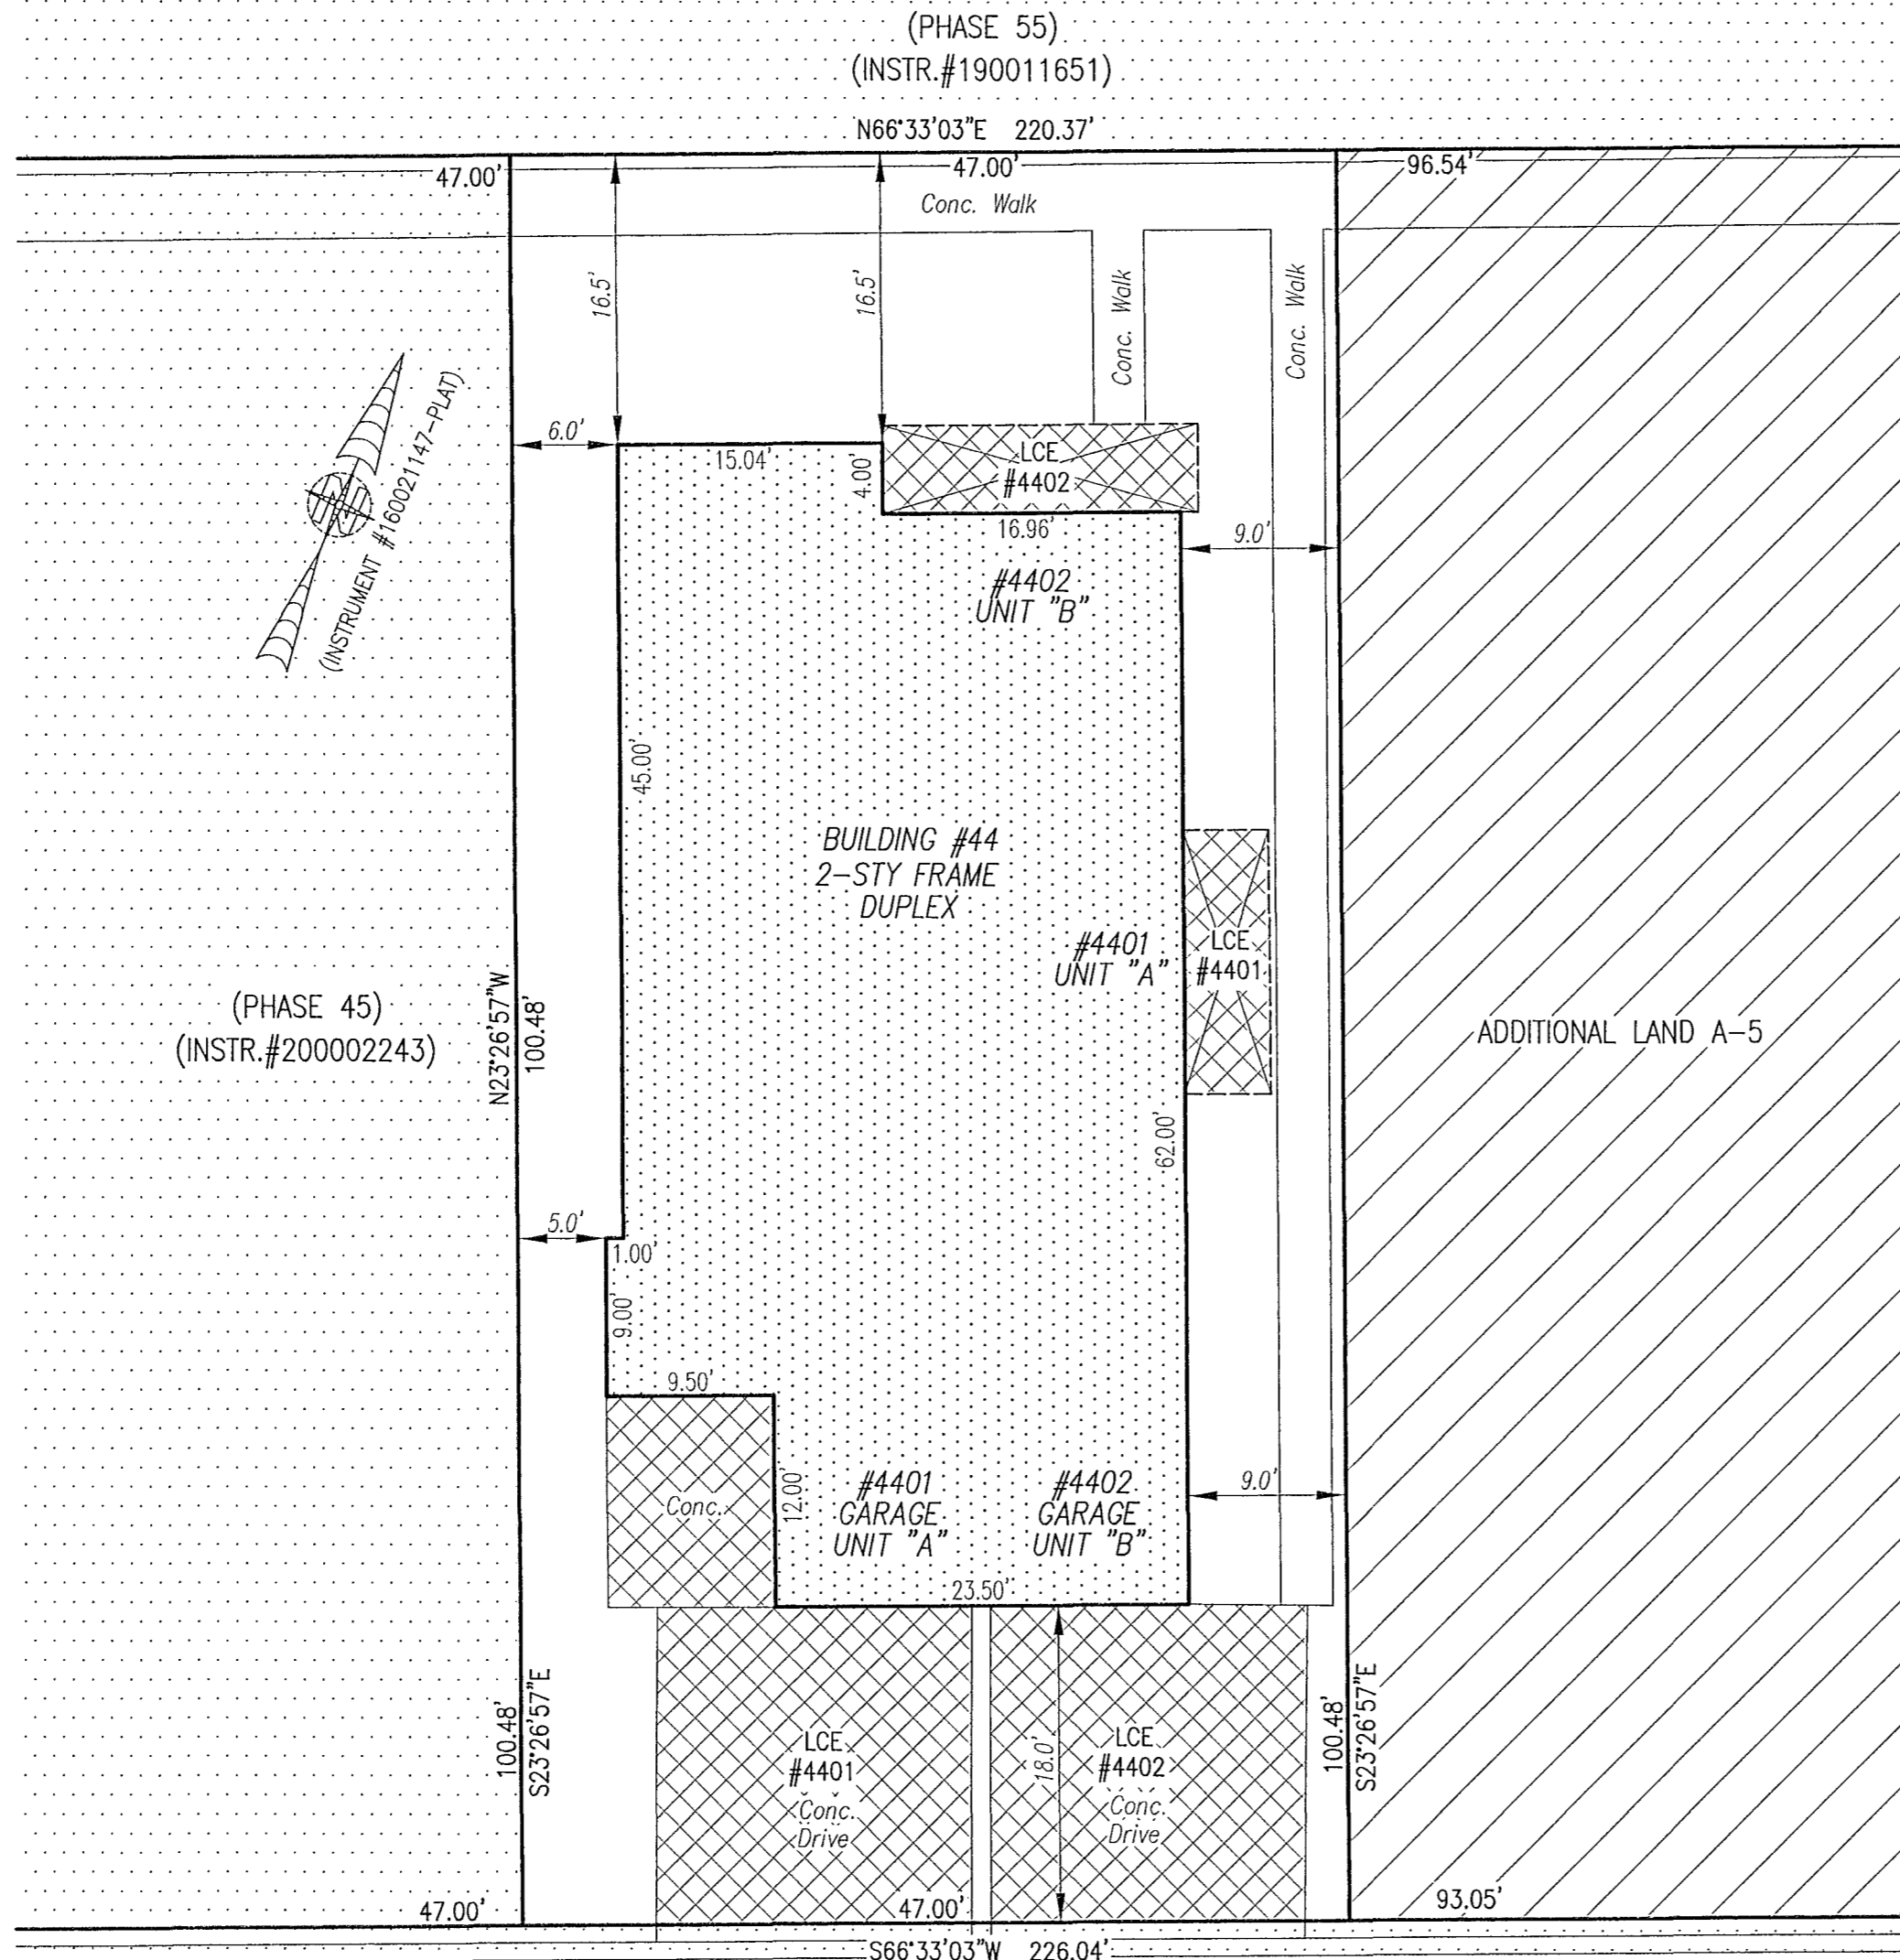 (PHASE 55)
(INSTR.#190011651)
N66°33'03"E 220.37'
47.00'
47.00'
96.54'
Conc. Walk
16.5'
16.5'
Conc. Walk
Conc. Walk
(INSTRUMENT #160021147-PLAT)
6.0'
15.04'
4.00'
LCE
#4402
16.96'
9.0'
#4402
UNIT "B"
45.00'
BUILDING #44
2-STY FRAME
DUPLEX
#4401
UNIT "A"
LCE
#4401
(PHASE 45)
(INSTR.#200002243)
N23°26'57"W
100.48'
ADDITIONAL LAND A-5
62.00'
5.0'
1.00'
9.00'
9.50'
Conc.
12.00'
#4401
GARAGE
UNIT "A"
#4402
GARAGE
UNIT "B"
9.0'
23.50'
100.48'
S23°26'57"E
LCE
#4401
Conc.
Drive
18.0'
LCE
#4402
Conc.
Drive
100.48'
S23°26'57"E
47.00'
47.00'
93.05'
S66°33'03"W 226.04'